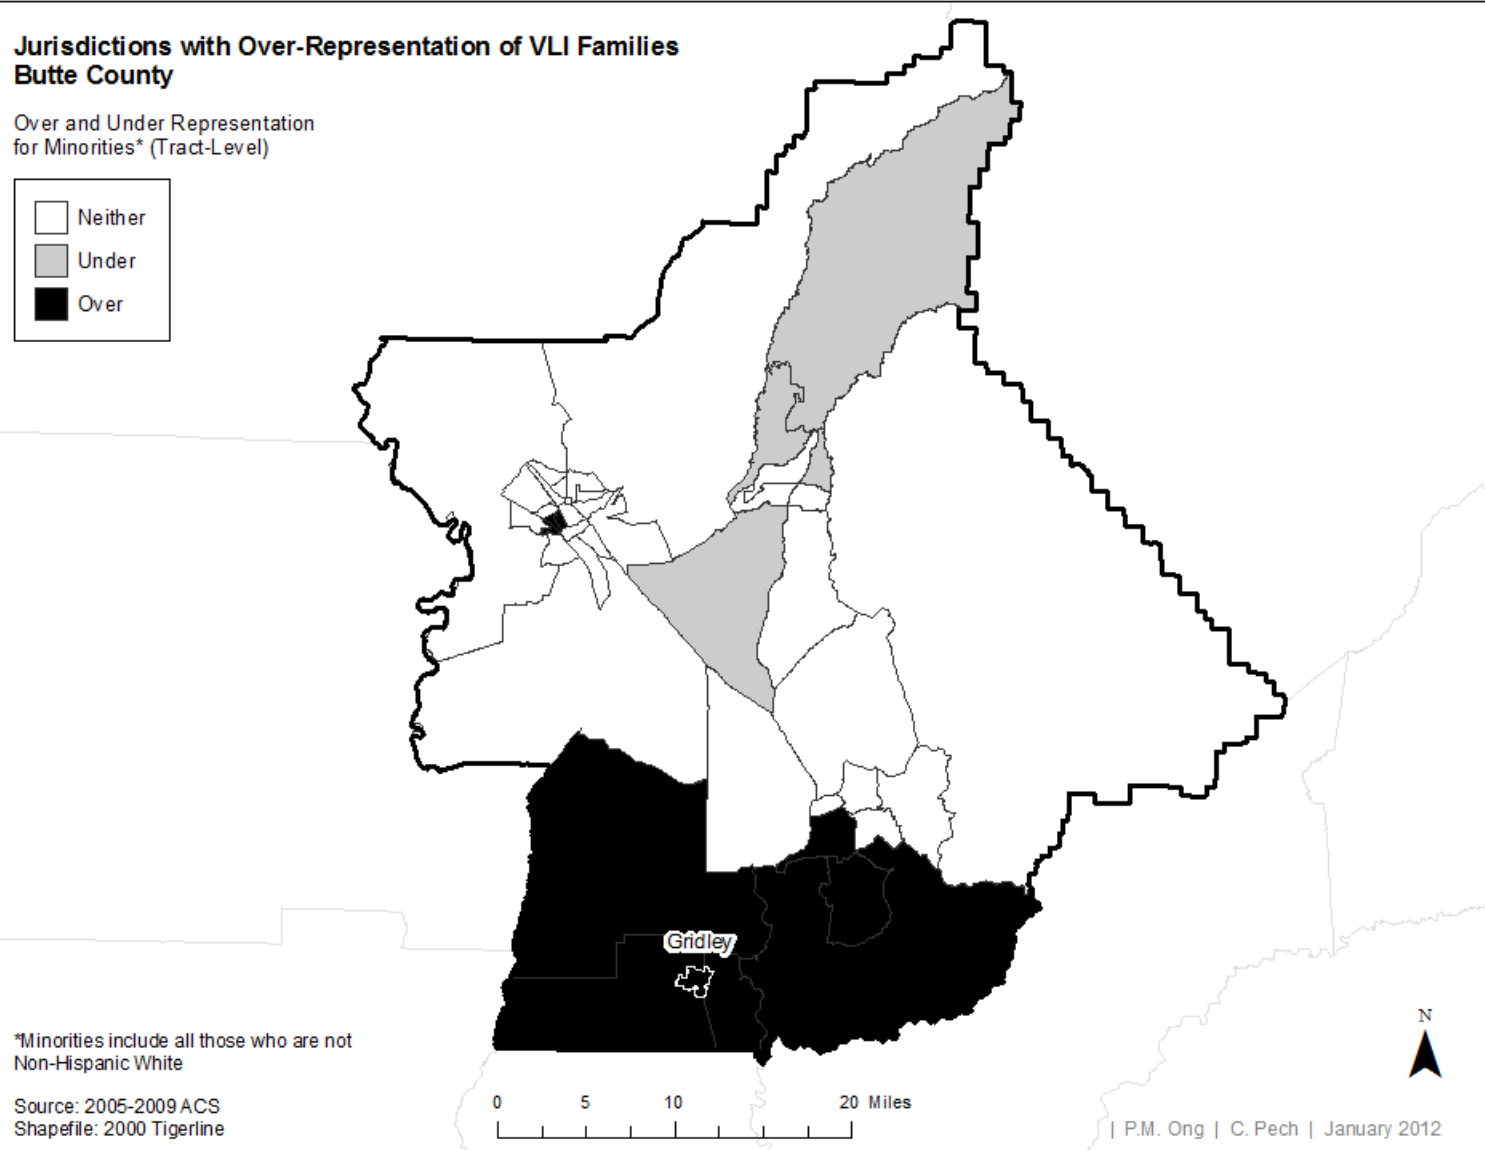 Jurisdictions with Over-Representation of VLI Families
Butte County
Over and Under Representation
for Minorities* (Tract-Level)
Neither
Under
Over
Gridley
*Minorities include all those who are not
Non-Hispanic White
Source: 2005-2009 ACS
Shapefile: 2000 Tigerline
0 5 10 20 Miles
N
| P.M. Ong | C. Pech | January 2012